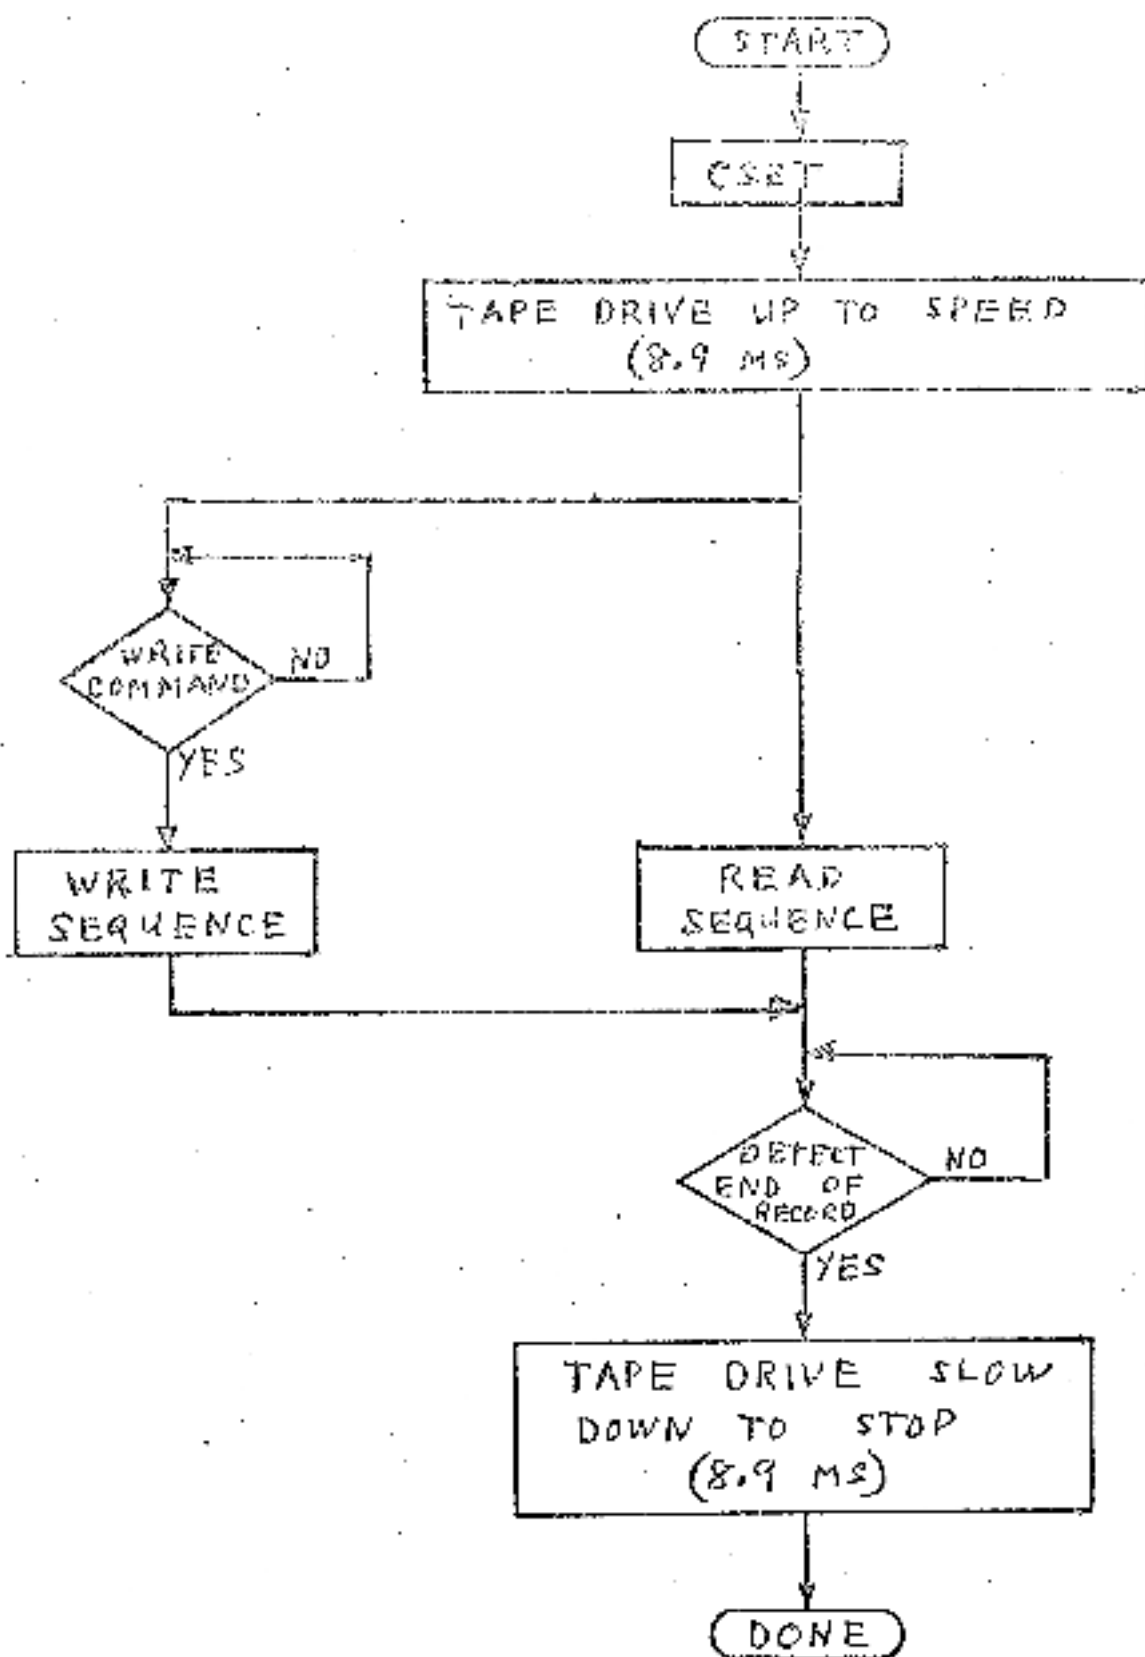 START
CSET
TAPE DRIVE UP TO SPEED
(8.9 MS)
WRITE
COMMAND
NO
YES
WRITE
SEQUENCE
READ
SEQUENCE
DETECT
END OF
RECORD
NO
YES
TAPE DRIVE SLOW
DOWN TO STOP
(8.9 MS)
DONE